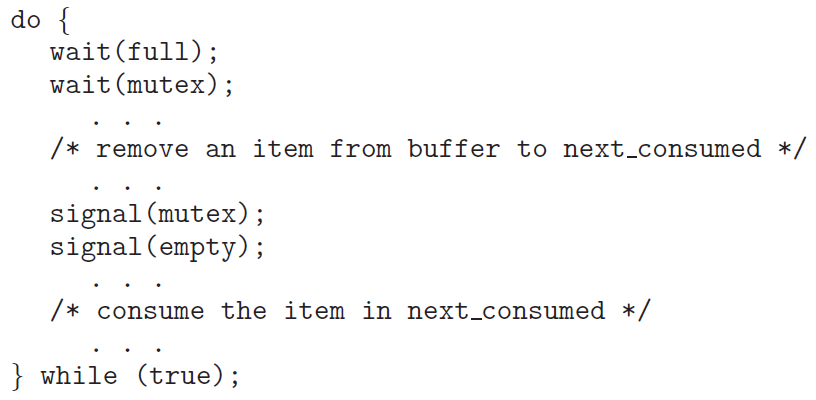 do {
wait(full);
wait(mutex);
. . .
/* remove an item from buffer to next_consumed */
. . .
signal(mutex);
signal(empty);
. . .
/* consume the item in next_consumed */
. . .
} while (true);